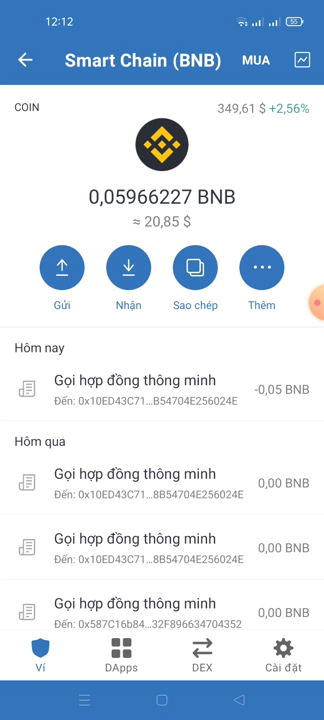 12:12
55
Smart Chain (BNB)
MUA
COIN
349,61 $ +2,56%
0,05966227 BNB
≈ 20,85 $
Gửi
Nhận
Sao chép
Thêm
Hôm nay
Gọi hợp đồng thông minh
-0,05 BNB
Đến: 0x10ED43C71...B54704E256024E
Hôm qua
Gọi hợp đồng thông minh
0,00 BNB
Đến: 0x10ED43C71...8B54704E256024E
Gọi hợp đồng thông minh
0,00 BNB
Đến: 0x10ED43C71...8B54704E256024E
Gọi hợp đồng thông minh
0,00 BNB
Đến: 0x587C16b84...32F896634704352
Ví
DApps
DEX
Cài đặt